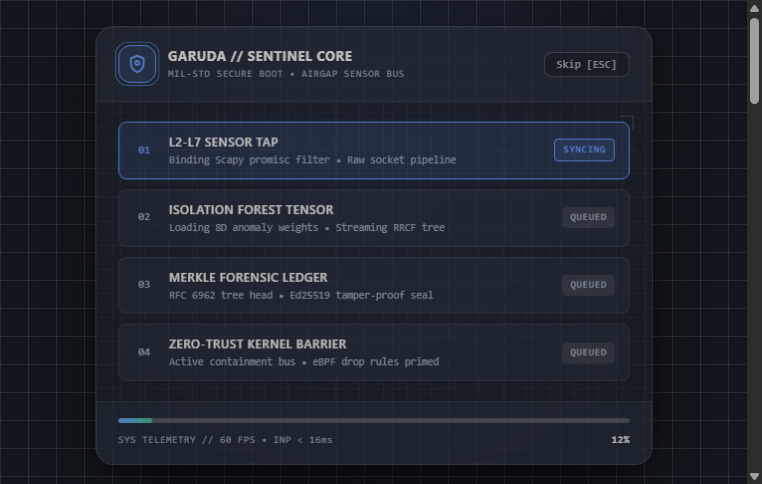 GARUDA // SENTINEL CORE
MIL-STD SECURE BOOT • AIRGAP SENSOR BUS
Skip [ESC]
01
L2-L7 SENSOR TAP
Binding Scapy promisc filter • Raw socket pipeline
SYNCING
02
ISOLATION FOREST TENSOR
Loading 8D anomaly weights • Streaming RRCF tree
QUEUED
03
MERKLE FORENSIC LEDGER
RFC 6962 tree head • Ed25519 tamper-proof seal
QUEUED
04
ZERO-TRUST KERNEL BARRIER
Active containment bus • eBPF drop rules primed
QUEUED
SYS TELEMETRY // 60 FPS • INP < 16ms
12%